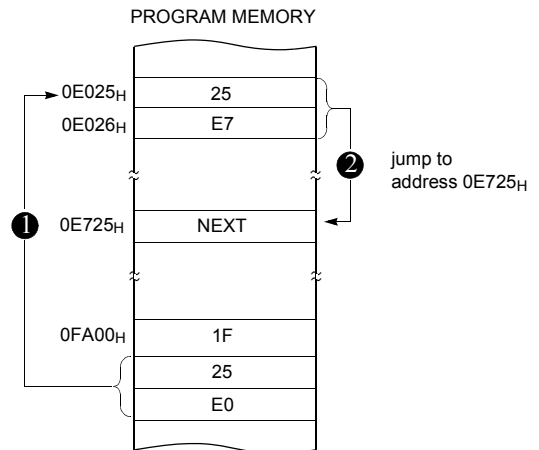 PROGRAM MEMORY
0E025H 25
0E026H E7
2 jump to
address 0E725H
1 0E725H NEXT
0FA00H 1F
25
E0